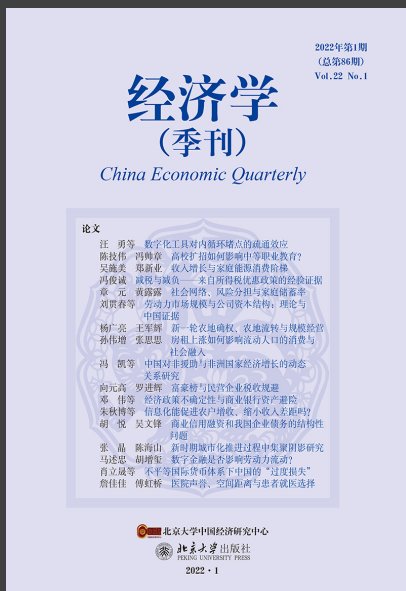 2022年第1期
(总第86期)
Vol.22 No.1
经济学
(季刊)
China Economic Quarterly
论文
汪 勇等 数字化工具对内循环堵点的疏通效应
陈技伟 冯帅章 高校扩招如何影响中等职业教育?
吴施美 郑新业 收入增长与家庭能源消费阶梯
冯俊诚 减税与减负——来自所得税优惠政策的经验证据
章 元 黄露露 社会网络、风险分担与家庭储蓄率
刘贯春等 劳动力市场规模与公司资本结构:理论与
中国证据
杨广亮 王军辉 新一轮农地确权、农地流转与规模经营
孙伟增 张思思 房租上涨如何影响流动人口的消费与
社会融入
冯 凯等 中国对非援助与非洲国家经济增长的动态
关系研究
向元高 罗进辉 富豪榜与民营企业税收规避
邓 伟等 经济政策不确定性与商业银行资产避险
朱秋博等 信息化能促进农户增收、缩小收入差距吗?
胡 悦 吴文锋 商业信用融资和我国企业债务的结构性
问题
张 晶 陈海山 新时期城市化推进过程中集聚阴影研究
马述忠 胡增玺 数字金融是否影响劳动力流动?
肖立晟等 不平等国际货币体系下中国的“过度损失”
詹佳佳 傅虹桥 医院声誉、空间距离与患者就医选择
北京大学中国经济研究中心
北京大学出版社
PEKING UNIVERSITY PRESS
2022·1